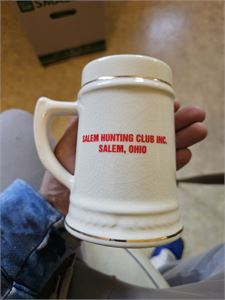 SALEM HUNTING CLUB INC.
SALEM, OHIO